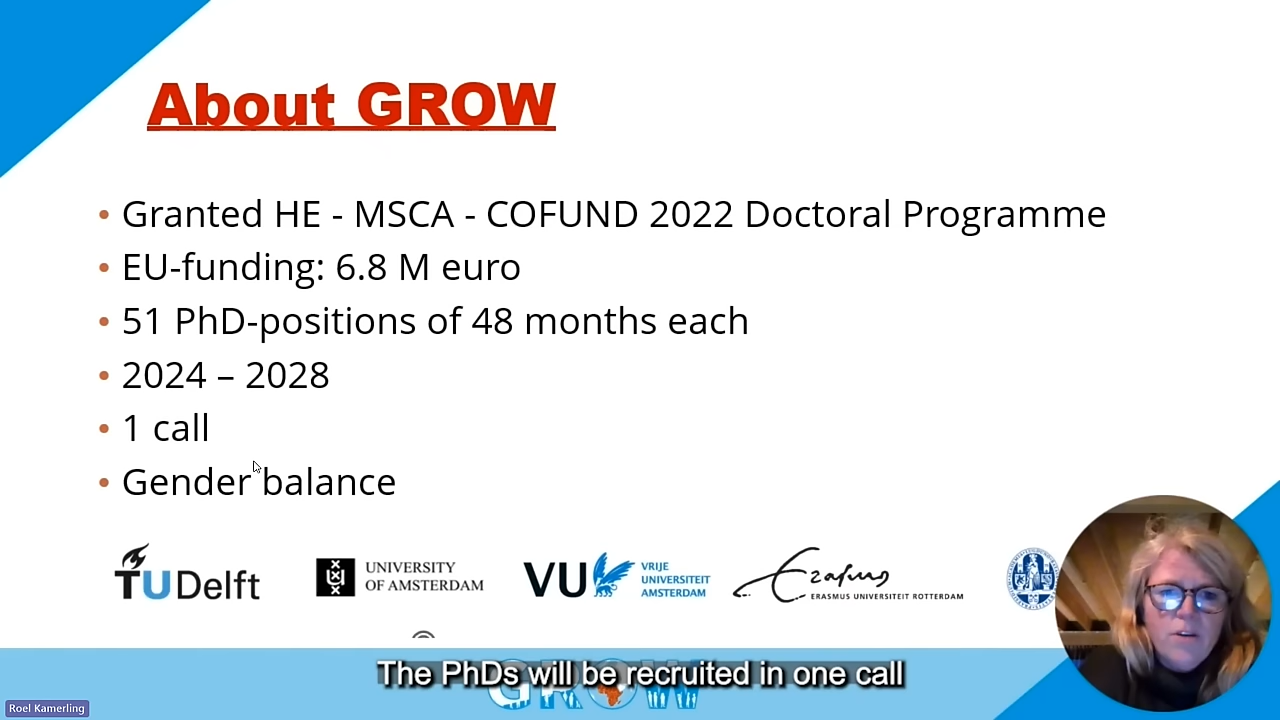 About GROW
• Granted HE - MSCA - COFUND 2022 Doctoral Programme
• EU-funding: 6.8 M euro
• 51 PhD-positions of 48 months each
• 2024 – 2028
• 1 call
• Gender balance
TU Delft
UNIVERSITY
OF AMSTERDAM
VU VRIJE
UNIVERSITEIT
AMSTERDAM
Erasmus
ERASMUS UNIVERSITEIT ROTTERDAM
GROW
The PhDs will be recruited in one call
Roel Kamerling